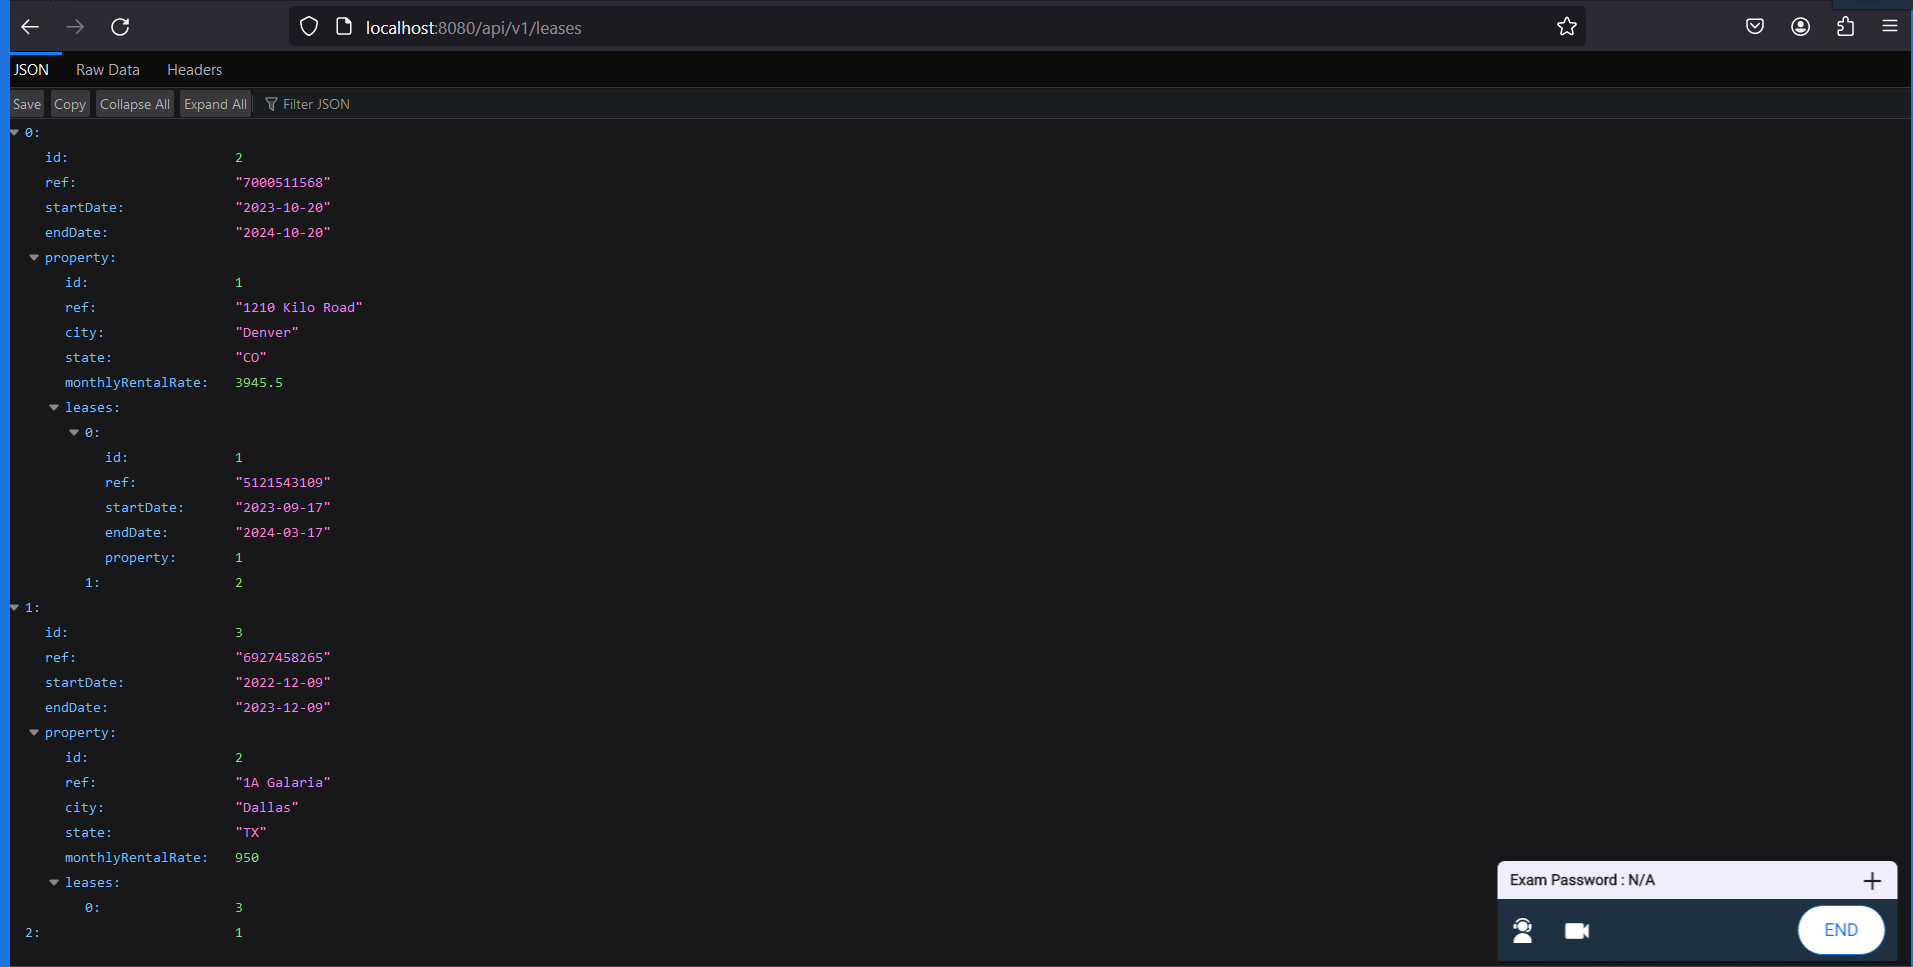 localhost:8080/api/v1/leases
JSON Raw Data Headers
Save Copy Collapse All Expand All Filter JSON
0:
id: 2
ref: "7000511568"
startDate: "2023-10-20"
endDate: "2024-10-20"
property:
id: 1
ref: "1210 Kilo Road"
city: "Denver"
state: "CO"
monthlyRentalRate: 3945.5
leases:
0:
id: 1
ref: "5121543109"
startDate: "2023-09-17"
endDate: "2024-03-17"
property: 1
1: 2
1:
id: 3
ref: "6927458265"
startDate: "2022-12-09"
endDate: "2023-12-09"
property:
id: 2
ref: "1A Galaria"
city: "Dallas"
state: "TX"
monthlyRentalRate: 950
leases:
0: 3
2: 1
Exam Password : N/A
END